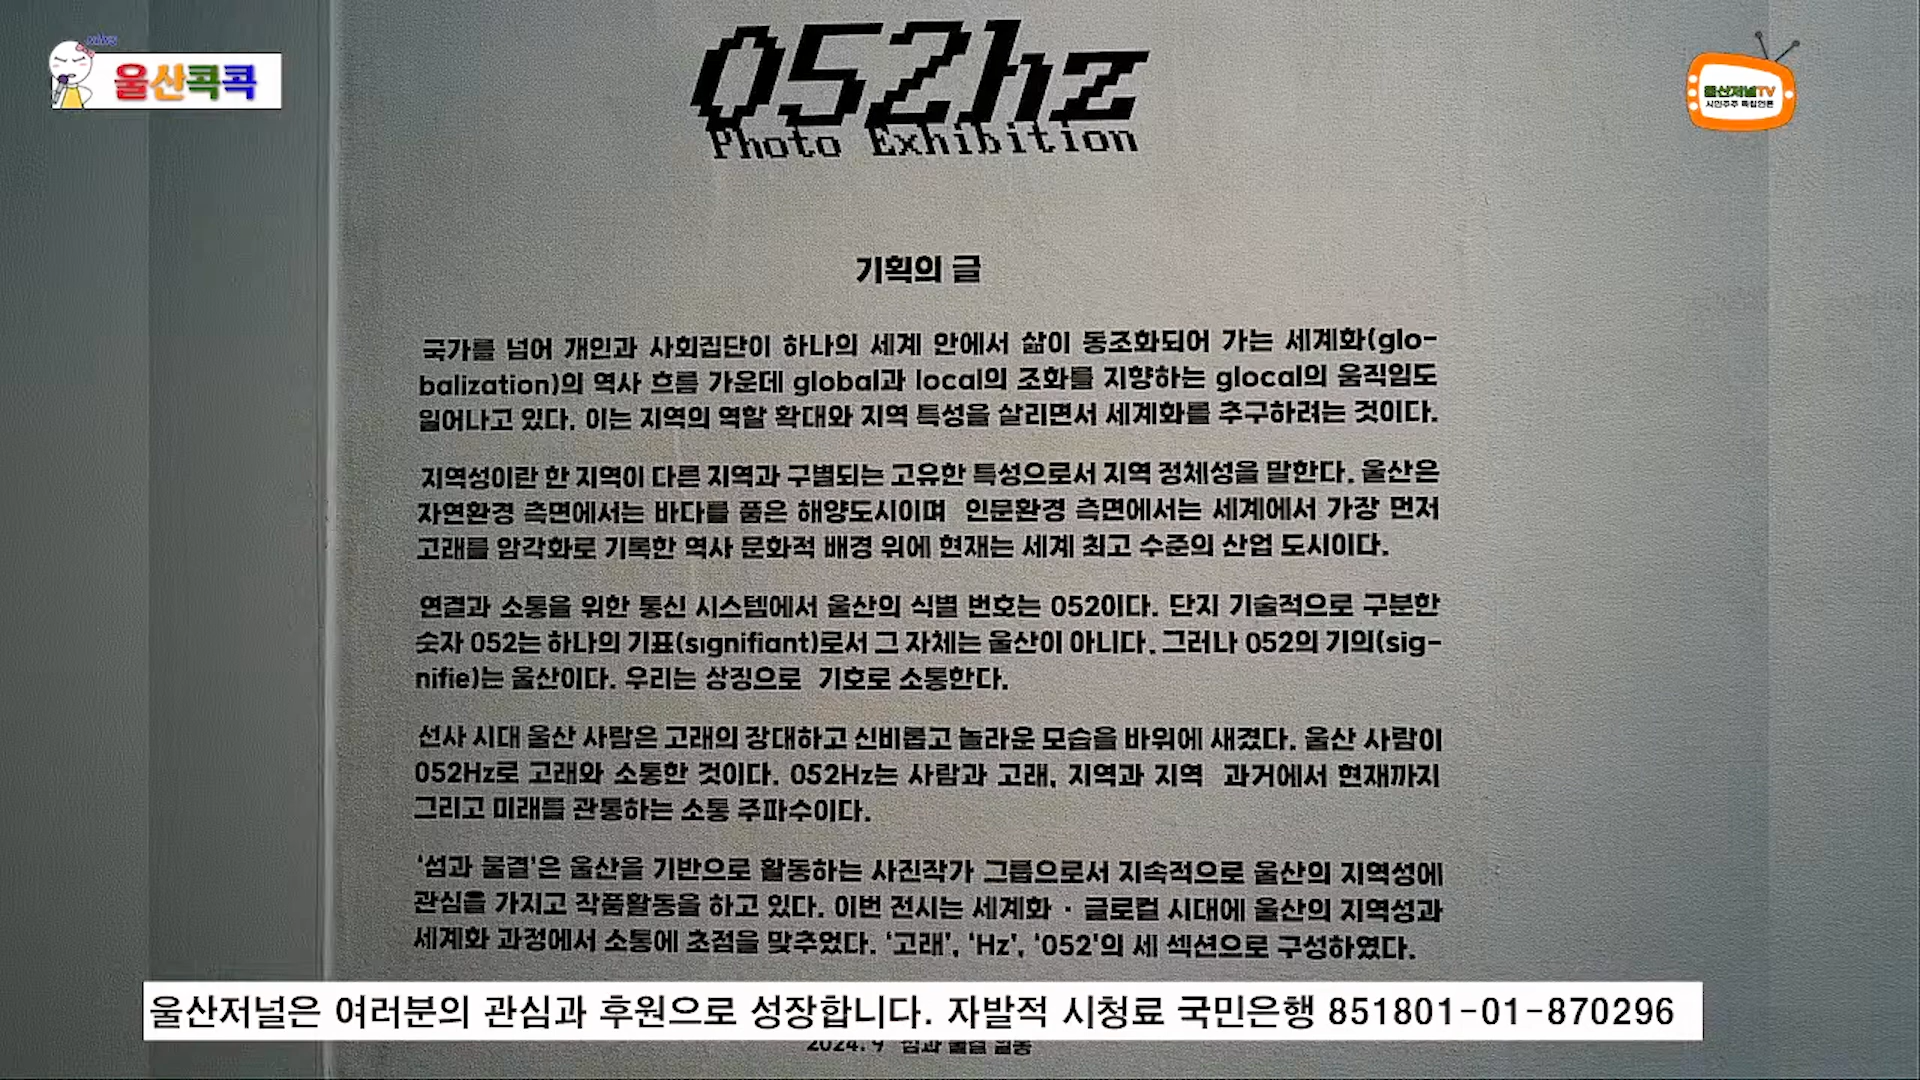 NEWS
울산콕콕
울산저널TV
시민주주 독립언론
052hz
Photo Exhibition
기획의 글
국가를 넘어 개인과 사회집단이 하나의 세계 안에서 삶이 동조화되어 가는 세계화(glo-
balization)의 역사 흐름 가운데 global과 local의 조화를 지향하는 glocal의 움직임도
일어나고 있다. 이는 지역의 역할 확대와 지역 특성을 살리면서 세계화를 추구하려는 것이다.
지역성이란 한 지역이 다른 지역과 구별되는 고유한 특성으로서 지역 정체성을 말한다. 울산은
자연환경 측면에서는 바다를 품은 해양도시이며 인문환경 측면에서는 세계에서 가장 먼저
고래를 암각화로 기록한 역사 문화적 배경 위에 현재는 세계 최고 수준의 산업 도시이다.
연결과 소통을 위한 통신 시스템에서 울산의 식별 번호는 052이다. 단지 기술적으로 구분한
숫자 052는 하나의 기표(signifiant)로서 그 자체는 울산이 아니다. 그러나 052의 기의(sig-
nifie)는 울산이다. 우리는 상징으로 기호로 소통한다.
선사 시대 울산 사람은 고래의 장대하고 신비롭고 놀라운 모습을 바위에 새겼다. 울산 사람이
052Hz로 고래와 소통한 것이다. 052Hz는 사람과 고래, 지역과 지역 과거에서 현재까지
그리고 미래를 관통하는 소통 주파수이다.
‘섬과 물결’은 울산을 기반으로 활동하는 사진작가 그룹으로서 지속적으로 울산의 지역성에
관심을 가지고 작품활동을 하고 있다. 이번 전시는 세계화 · 글로컬 시대에 울산의 지역성과
세계화 과정에서 소통에 초점을 맞추었다. ‘고래’, ‘Hz’, ‘052’의 세 섹션으로 구성하였다.
울산저널은 여러분의 관심과 후원으로 성장합니다. 자발적 시청료 국민은행 851801-01-870296
2024. 9 섬과 물결 일동